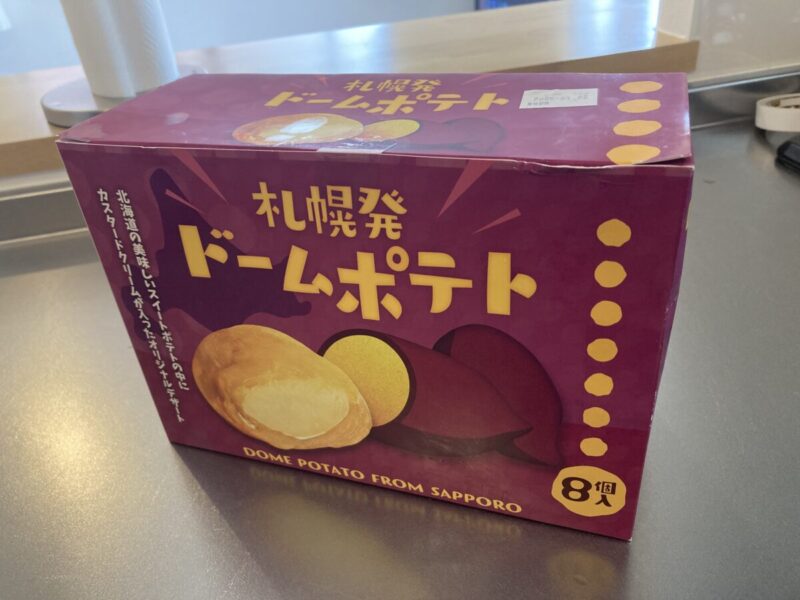 札幌発
ドームポテト
札幌発
ドームポテト
北海道の美味しいスイートポテトの中に
カスタードクリームが入ったオリジナルデザート
DOME POTATO FROM SAPPORO
8個入